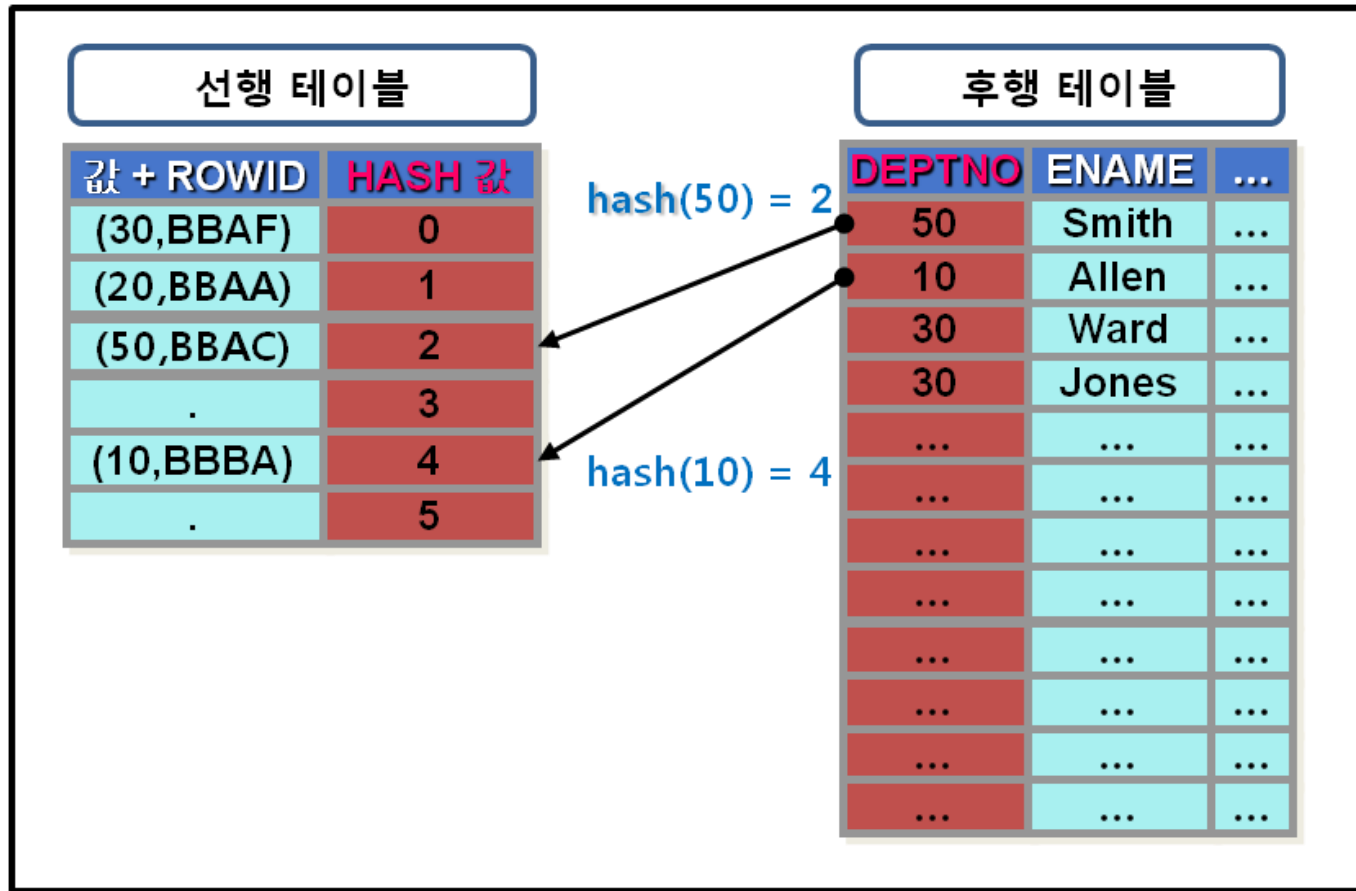 선행 테이블
후행 테이블
값 + ROWID HASH 값
(30,BBAF) 0
(20,BBAA) 1
(50,BBAC) 2
. 3
(10,BBBA) 4
. 5
hash(50) = 2
hash(10) = 4
DEPTNO ENAME ...
50 Smith ...
10 Allen ...
30 Ward ...
30 Jones ...
... ... ...
... ... ...
... ... ...
... ... ...
... ... ...
... ... ...
... ... ...
... ... ...